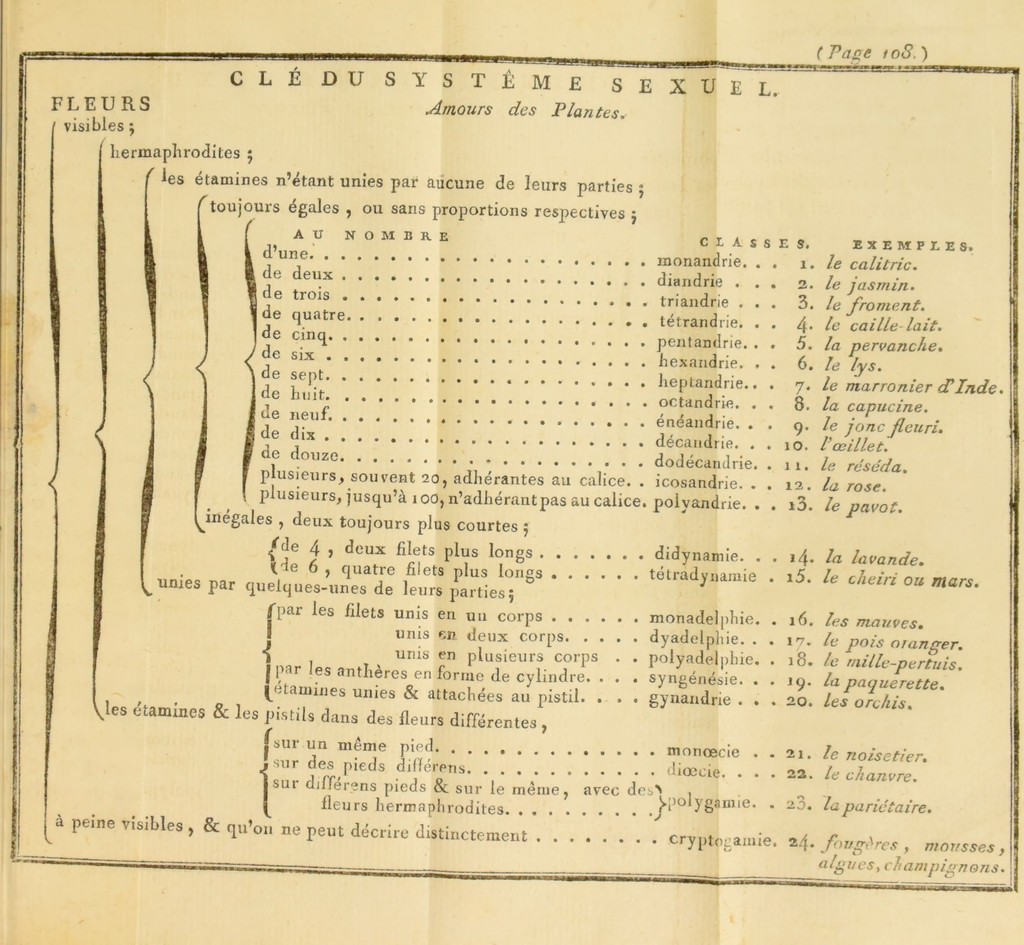 (Page 108.)
CLÉ DU SYSTÊME SEXUEL.
Amours des Plantes.
FLEURS
visibles ;
hermaphrodites ;
les étamines n'étant unies par aucune de leurs parties ;
toujours égales , ou sans proportions respectives ;
AU NOMBRE CLASSES. EXEMPLES.
d'une. . . . . . . . . . . . . . . . . . . . . monandrie. . . 1. le calitric.
de deux . . . . . . . . . . . . . . . . . . . diandrie . . . 2. le jasmin.
de trois . . . . . . . . . . . . . . . . . . . triandrie . . . 3. le froment.
de quatre. . . . . . . . . . . . . . . . . . . tétrandrie. . . 4. le caille-lait.
de cinq. . . . . . . . . . . . . . . . . . . . pentandrie. . . 5. la pervanche.
de six . . . . . . . . . . . . . . . . . . . . hexandrie. . . 6. le lys.
de sept. . . . . . . . . . . . . . . . . . . . heptandrie. . . 7. le marronier d'Inde.
de huit. . . . . . . . . . . . . . . . . . . . octandrie. . . 8. la capucine.
de neuf. . . . . . . . . . . . . . . . . . . . énéandrie. . . 9. le jonc fleuri.
de dix . . . . . . . . . . . . . . . . . . . . décandrie. . . 10. l'œillet.
de douze. . . . . . . . . . . . . . . . . . . dodécandrie. . 11. le réséda.
plusieurs, souvent 20, adhérantes au calice. . icosandrie. . . 12. la rose.
plusieurs, jusqu'à 100, n'adhérant pas au calice. polyandrie. . . 13. le pavot.
inégales , deux toujours plus courtes ;
de 4 , deux filets plus longs . . . . . . . didynamie. . . 14. la lavande.
de 6 , quatre filets plus longs . . . . . . tétradynamie . 15. le cheiri ou mars.
unies par quelques-unes de leurs parties ;
par les filets unis en un corps . . . . . . monadelphie. . 16. les mauves.
unis en deux corps. . . . . dyadelphie. . . 17. le pois oranger.
unis en plusieurs corps . . polyadelphie. . 18. le mille-pertuis.
par les anthères en forme de cylindre. . . . syngénésie. . . 19. la paquerette.
étamines unies & attachées au pistil. . . . gynandrie . . . 20. les orchis.
les étamines & les pistils dans des fleurs différentes ,
sur un même pied. . . . . . . . . . . . . . monœcie . . 21. le noisetier.
sur des pieds différens. . . . . . . . . . . diœcie. . . . 22. le chanvre.
sur différens pieds & sur le même, avec des
fleurs hermaphrodites. . . . . . . . . . polygamie. . 23. la pariétaire.
à peine visibles , & qu'on ne peut décrire distinctement . . . . . . . . cryptogamie. 24. fougères , mousses,
algues, champignons.